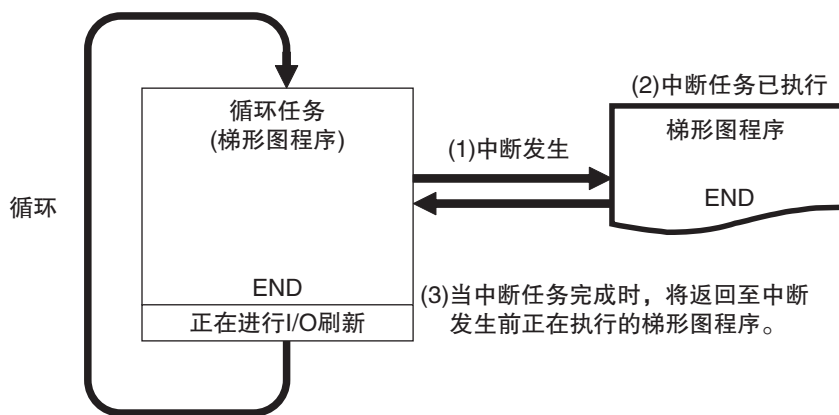 循环
循环任务
(梯形图程序)
END
正在进行I/O刷新
(1)中断发生
(2)中断任务已执行
梯形图程序
END
(3)当中断任务完成时，将返回至中断
发生前正在执行的梯形图程序。